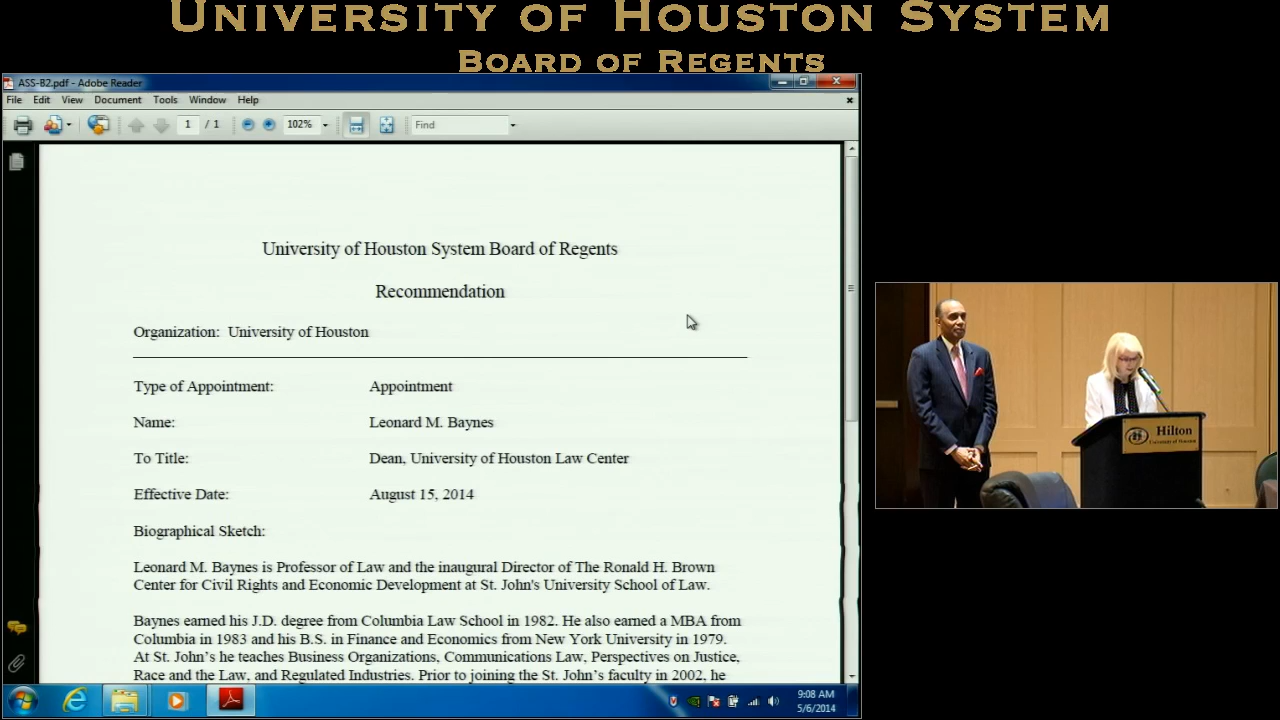 UNIVERSITY OF HOUSTON SYSTEM
BOARD OF REGENTS
ASS-B2.pdf - Adobe Reader
File Edit View Document Tools Window Help
1 / 1 102% Find
University of Houston System Board of Regents
Recommendation
Organization: University of Houston
Type of Appointment: Appointment
Name: Leonard M. Baynes
To Title: Dean, University of Houston Law Center
Effective Date: August 15, 2014
Biographical Sketch:
Leonard M. Baynes is Professor of Law and the inaugural Director of The Ronald H. Brown
Center for Civil Rights and Economic Development at St. John's University School of Law.
Baynes earned his J.D. degree from Columbia Law School in 1982. He also earned a MBA from
Columbia in 1983 and his B.S. in Finance and Economics from New York University in 1979.
At St. John’s he teaches Business Organizations, Communications Law, Perspectives on Justice,
Race and the Law, and Regulated Industries. Prior to joining the St. John’s faculty in 2002, he
9:08 AM
5/6/2014
Hilton
University of Houston